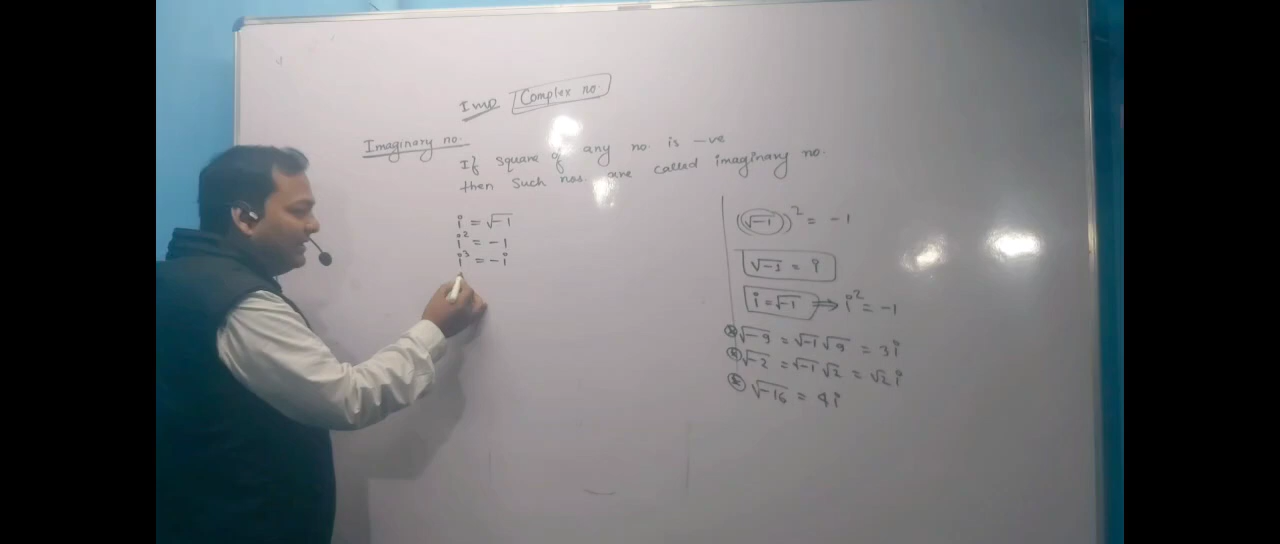 Imp Complex no.
Imaginary no.
If square of any no. is -ve
then such nos. are called imaginary no.
i = √-1
i² = -1
i³ = -i
i
(√-1)² = -1
√-1 = i
i = √-1 ⇒ i² = -1
√-9 = √-1 √9 = 3i
√-2 = √-1 √2 = √2 i
√-16 = 4i